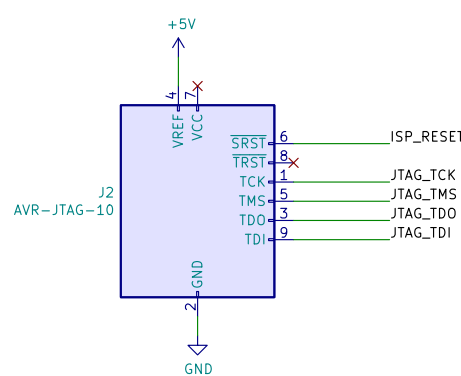 +5V
4
7
VREF
VCC
SRST
6
ISP_RESET
TRST
8
TCK
1
JTAG_TCK
J2
AVR-JTAG-10
TMS
5
JTAG_TMS
TDO
3
JTAG_TDO
TDI
9
JTAG_TDI
GND
2
GND